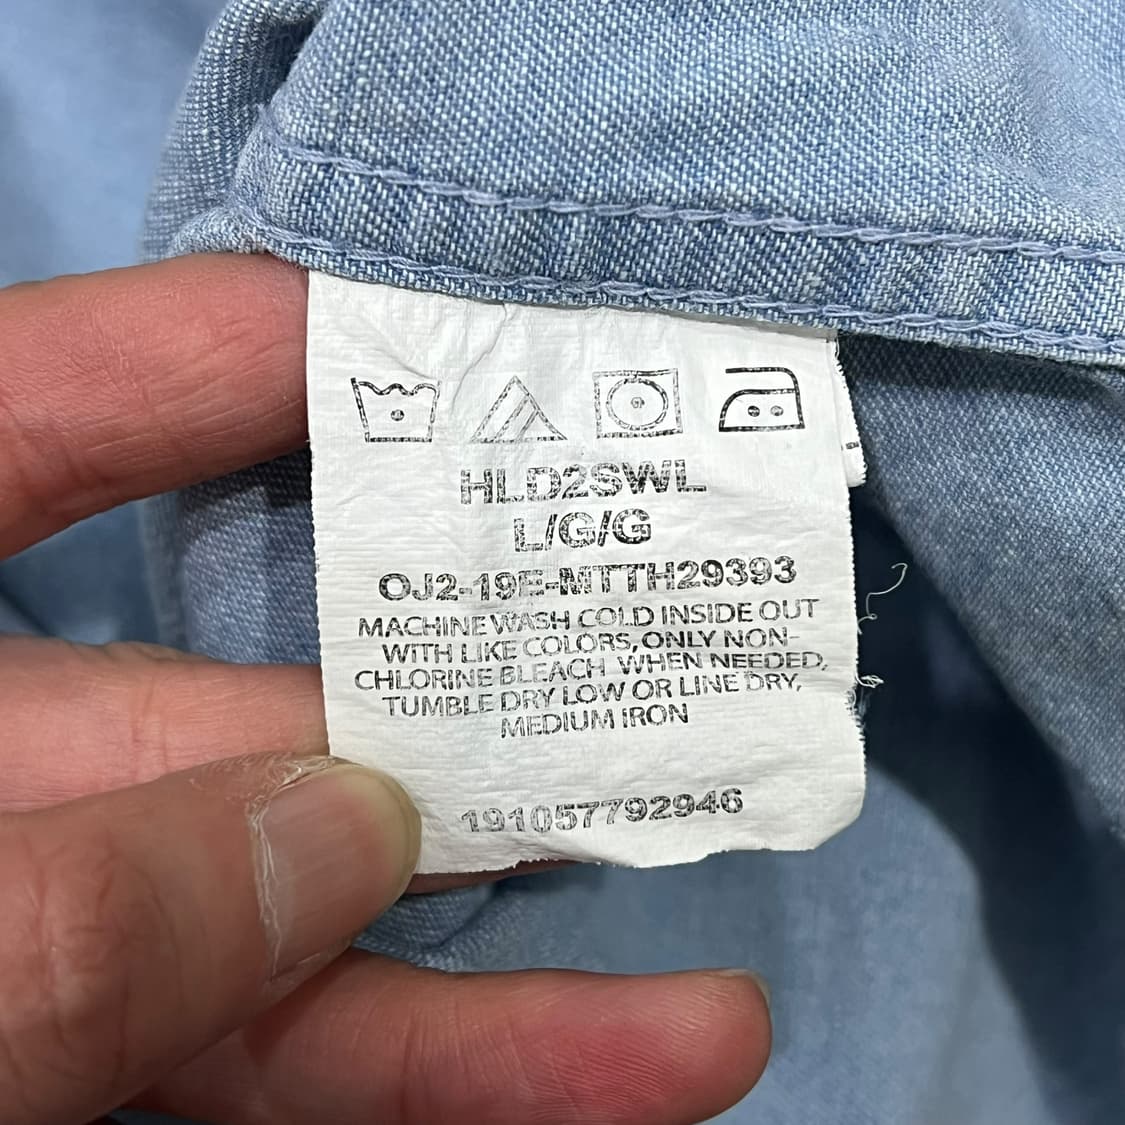 HLD2SWL
L/G/G
OJ2-19E-MTTH29393
MACHINE WASH COLD INSIDE OUT
WITH LIKE COLORS, ONLY NON-
CHLORINE BLEACH WHEN NEEDED,
TUMBLE DRY LOW OR LINE DRY,
MEDIUM IRON
191057792946